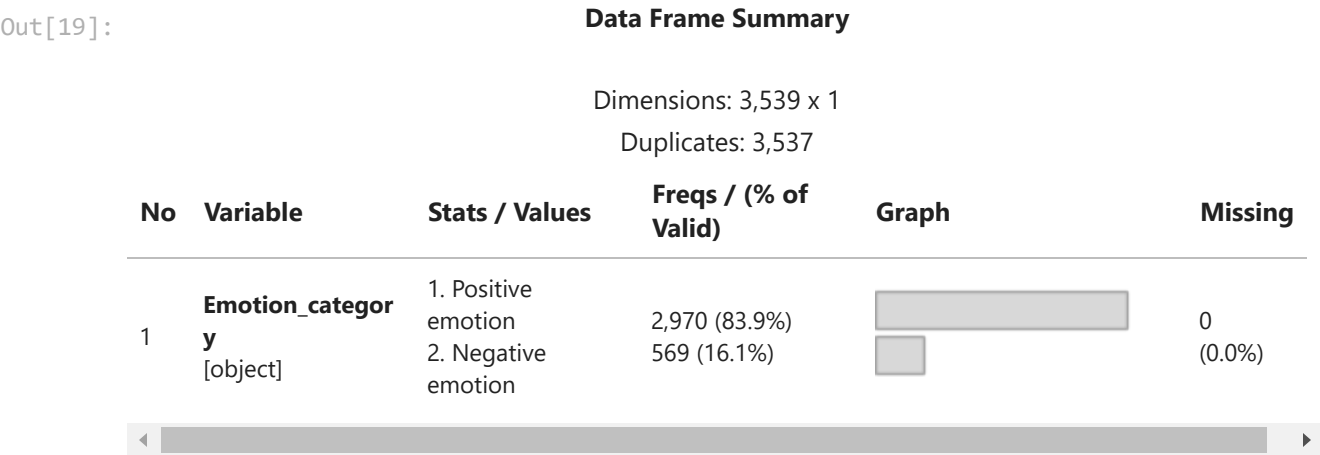 Out[19]:
Data Frame Summary
Dimensions: 3,539 x 1
Duplicates: 3,537
No Variable Stats / Values Freqs / (% of Valid) Graph Missing
1
Emotion_categor
y
[object]
1. Positive
emotion
2. Negative
emotion
2,970 (83.9%)
569 (16.1%)
0
(0.0%)